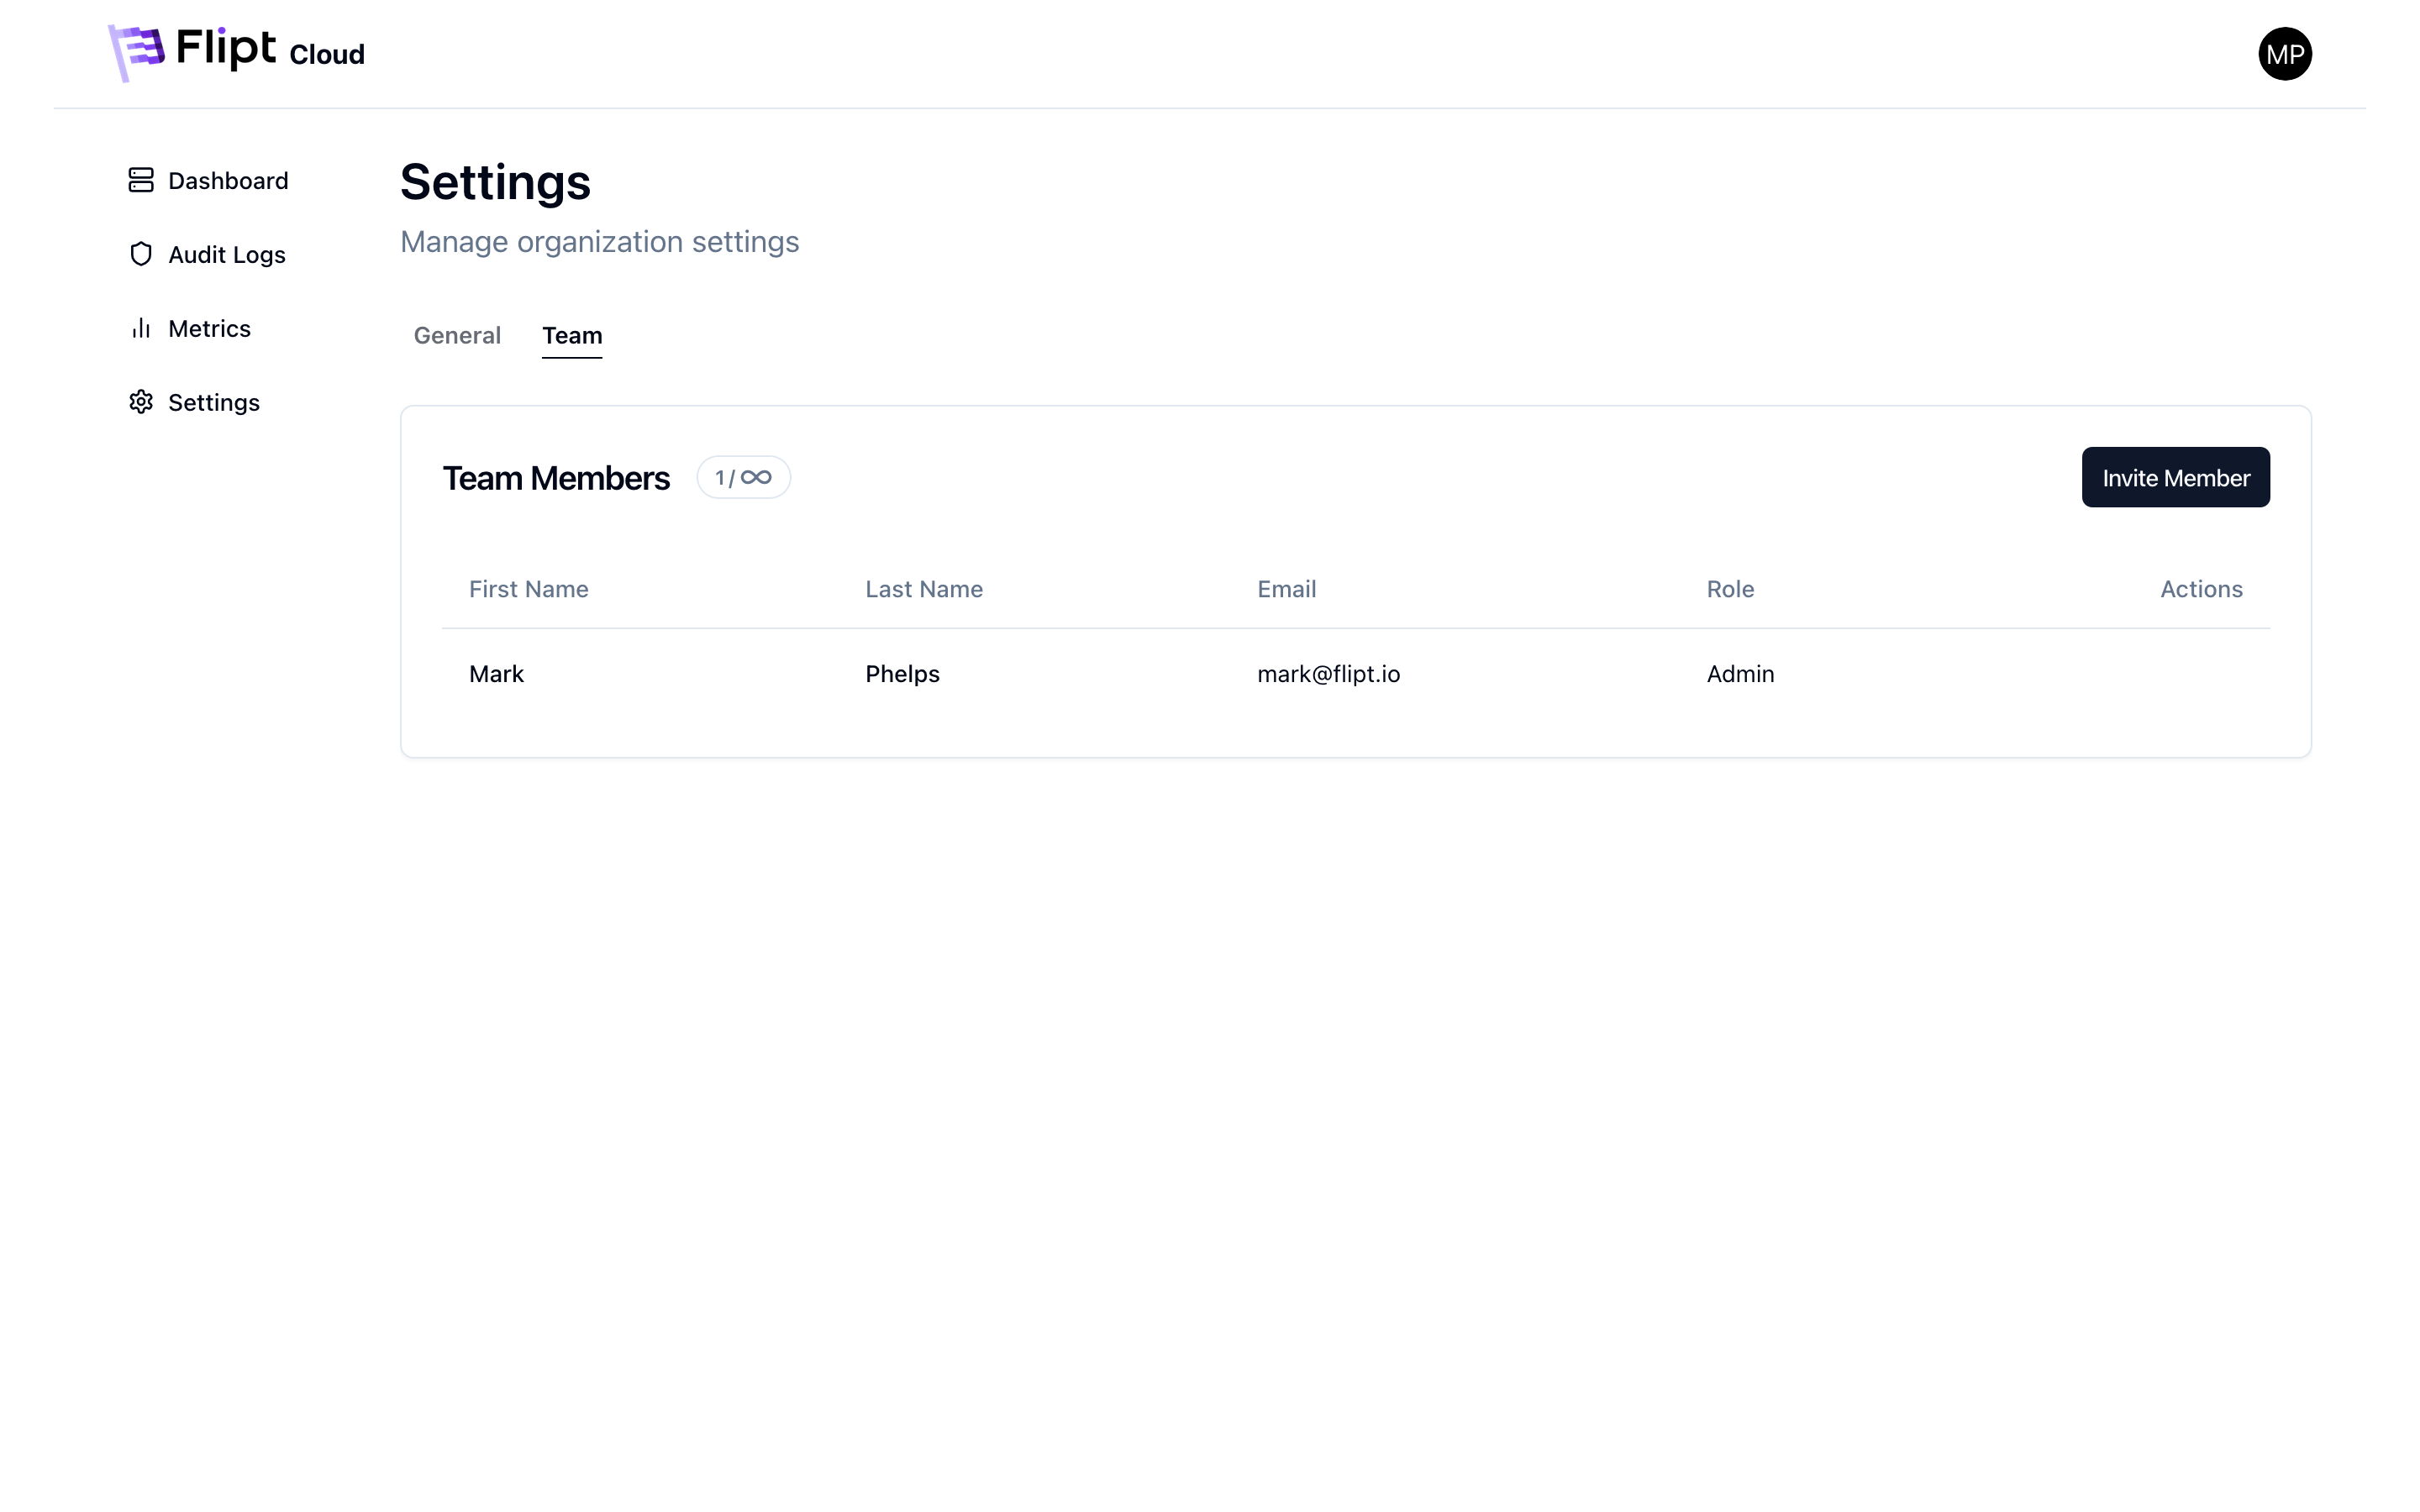 Flipt Cloud
MP
Dashboard
Audit Logs
Metrics
Settings
Settings
Manage organization settings
General Team
Team Members 1/∞ Invite Member
First Name Last Name Email Role Actions
Mark Phelps mark@flipt.io Admin